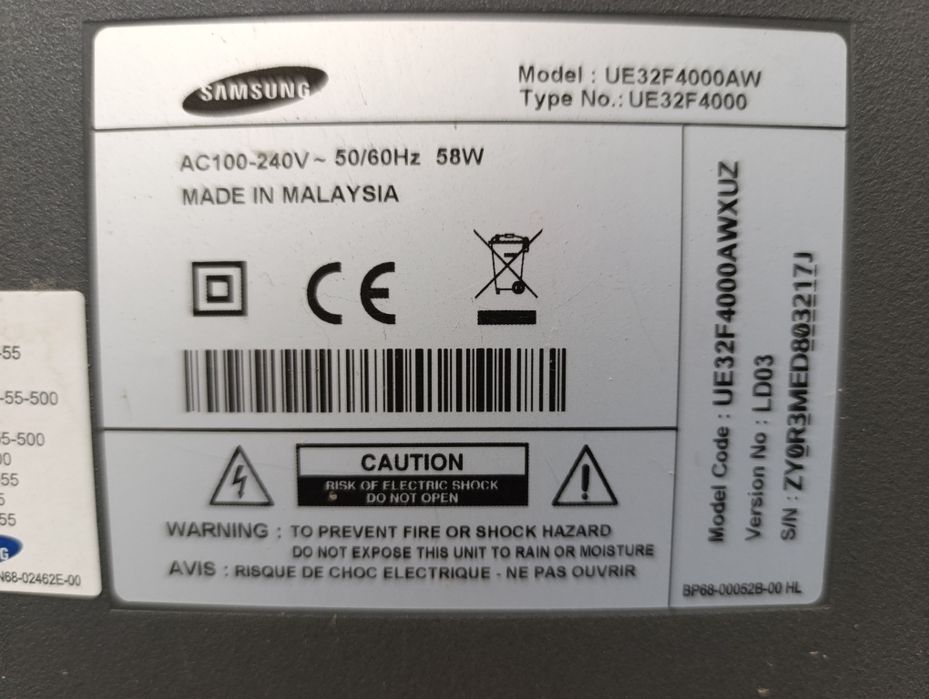 SAMSUNG
Model : UE32F4000AW
Type No.: UE32F4000
AC100-240V ~ 50/60Hz 58W
MADE IN MALAYSIA
CE
CAUTION
RISK OF ELECTRIC SHOCK
DO NOT OPEN
WARNING : TO PREVENT FIRE OR SHOCK HAZARD
DO NOT EXPOSE THIS UNIT TO RAIN OR MOISTURE
AVIS : RISQUE DE CHOC ELECTRIQUE - NE PAS OUVRIR
Model Code : UE32F4000AWXUZ
Version No : LD03
S/N : ZY0R3MED803217J
BP68-00052B-00 HL
-55
-55-500
55-500
00
55
5
55
G
N68-02462E-00